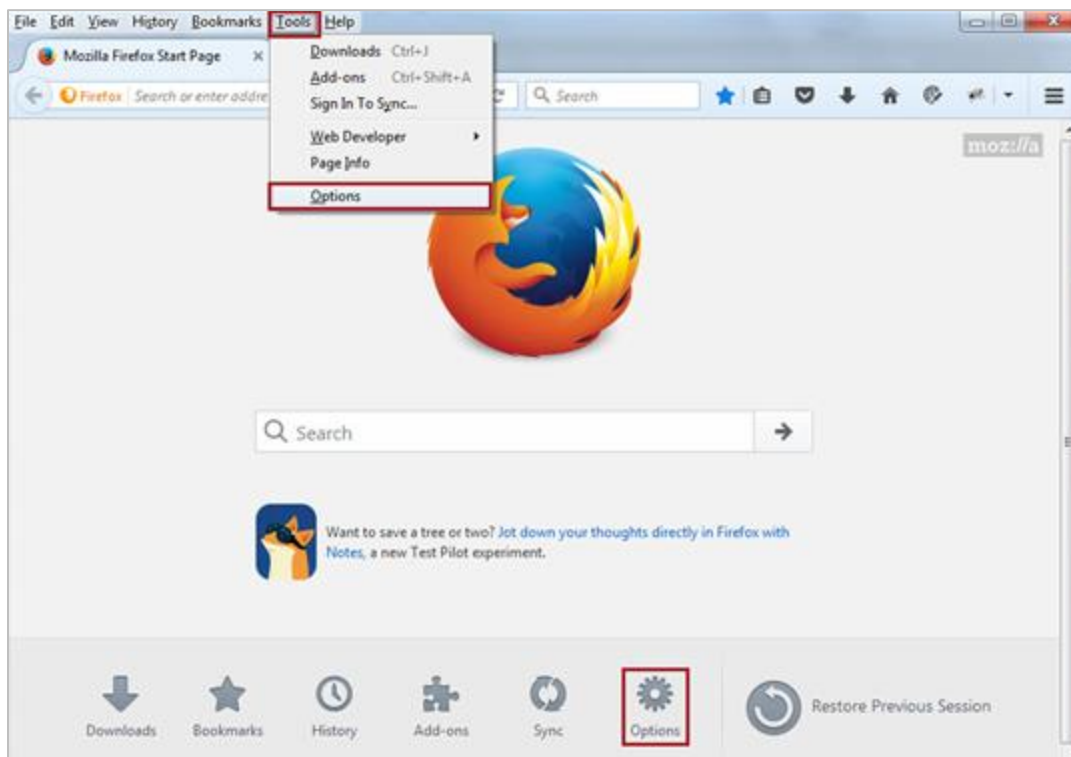 File Edit View History Bookmarks Tools Help
Mozilla Firefox Start Page
Firefox Search or enter addre
Search
moz://a
Downloads Ctrl+J
Add-ons Ctrl+Shift+A
Sign In To Sync...
Web Developer
Page Info
Options
Search
Want to save a tree or two? Jot down your thoughts directly in Firefox with
Notes, a new Test Pilot experiment.
Downloads Bookmarks History Add-ons Sync Options Restore Previous Session